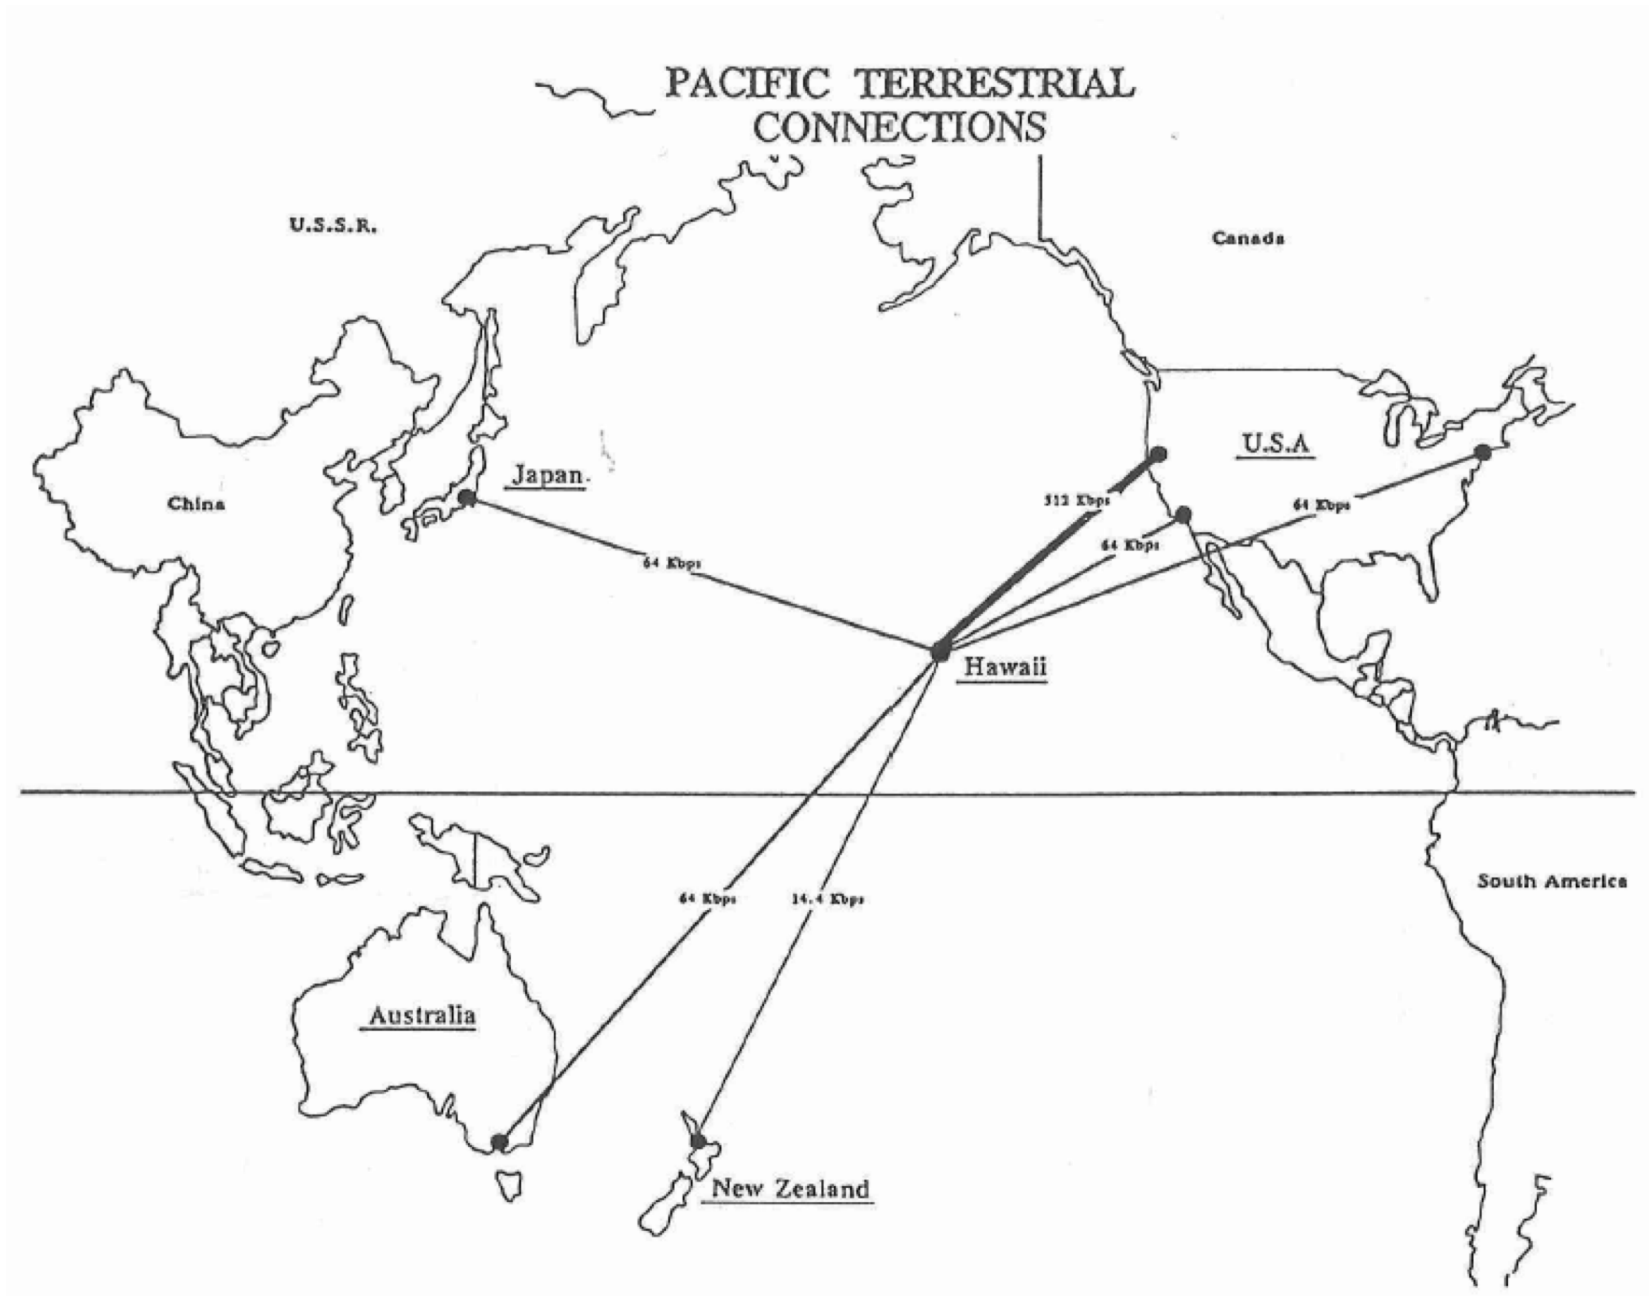 PACIFIC TERRESTRIAL
CONNECTIONS
U.S.S.R.
Canada
U.S.A
Japan.
China
512 Kbps
64 Kbps
64 Kbps
64 Kbps
Hawaii
South America
64 Kbps
14.4 Kbps
Australia
New Zealand